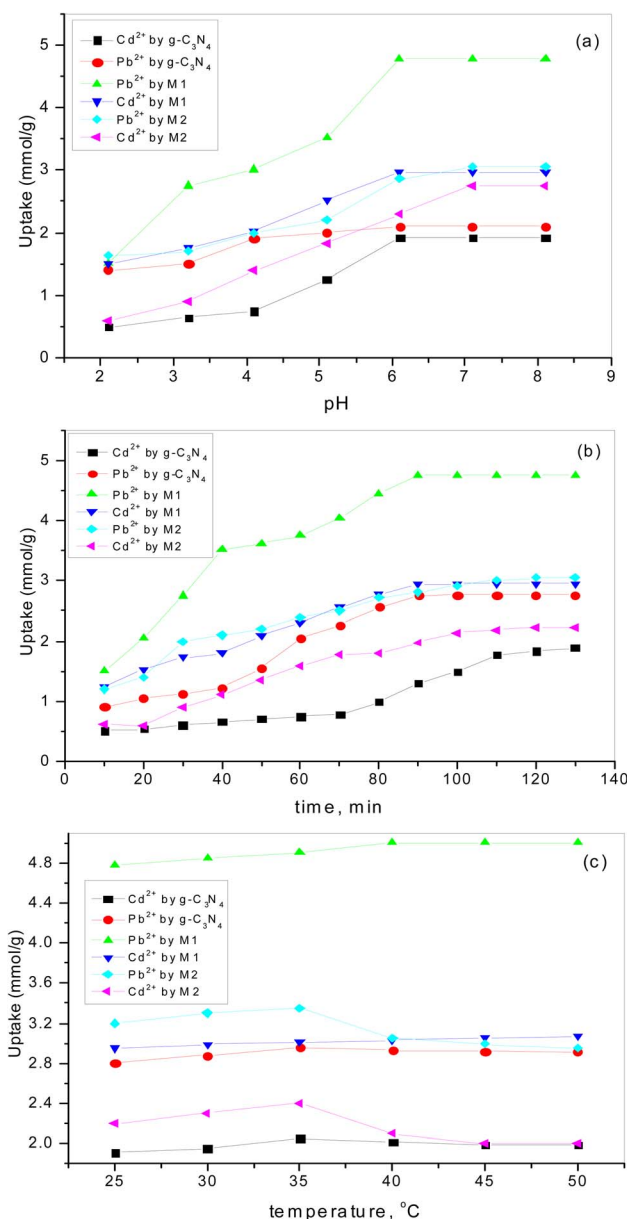 (a)
Cd²⁺ by g-C₃N₄
Pb²⁺ by g-C₃N₄
Pb²⁺ by M1
Cd²⁺ by M1
Pb²⁺ by M2
Cd²⁺ by M2
Uptake (mmol/g)
5
4
3
2
1
0
2 3 4 5 6 7 8 9
pH
(b)
Cd²⁺ by g-C₃N₄
Pb²⁺ by g-C₃N₄
Pb²⁺ by M1
Cd²⁺ by M1
Pb²⁺ by M2
Cd²⁺ by M2
Uptake (mmol/g)
5
4
3
2
1
0
0 20 40 60 80 100 120 140
time, min
(c)
Cd²⁺ by g-C₃N₄
Pb²⁺ by g-C₃N₄
Pb²⁺ by M1
Cd²⁺ by M1
Pb²⁺ by M2
Cd²⁺ by M2
Uptake (mmol/g)
4.8
4.4
4.0
3.6
3.2
2.8
2.4
2.0
25 30 35 40 45 50
temperature, °C